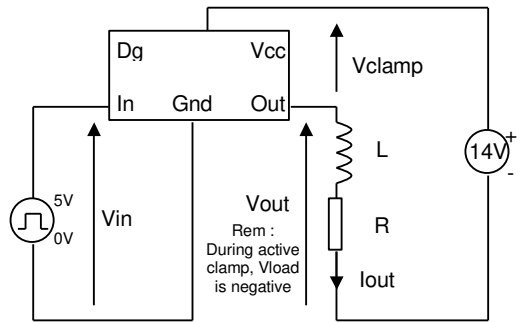 Dg Vcc
Vclamp
In Gnd Out
14V
+
-
L
5V
0V
Vin
Vout
Rem :
During active
clamp, Vload
is negative
R
Iout